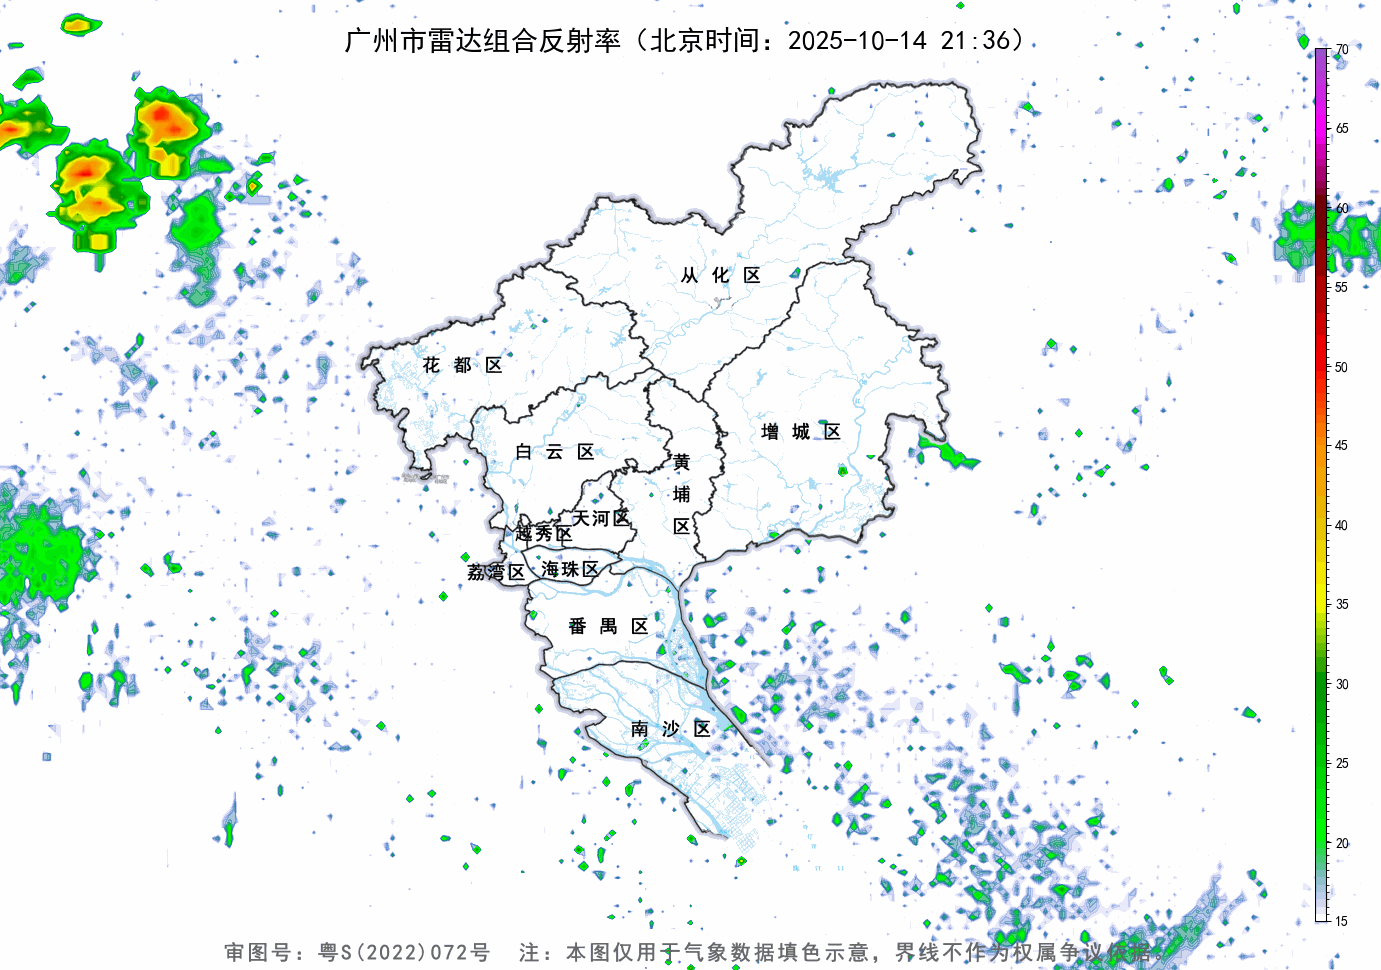 广州市雷达组合反射率（北京时间：2025-10-14 21:36）
70
65
60
55
50
45
40
35
30
25
20
15
从化区
花都区
增城区
白云区
黄埔区
天河区
越秀区
海珠区
荔湾区
番禺区
南沙区
审图号：粤S(2022)072号 注：本图仅用于气象数据填色示意，界线不作为权属争议依据。